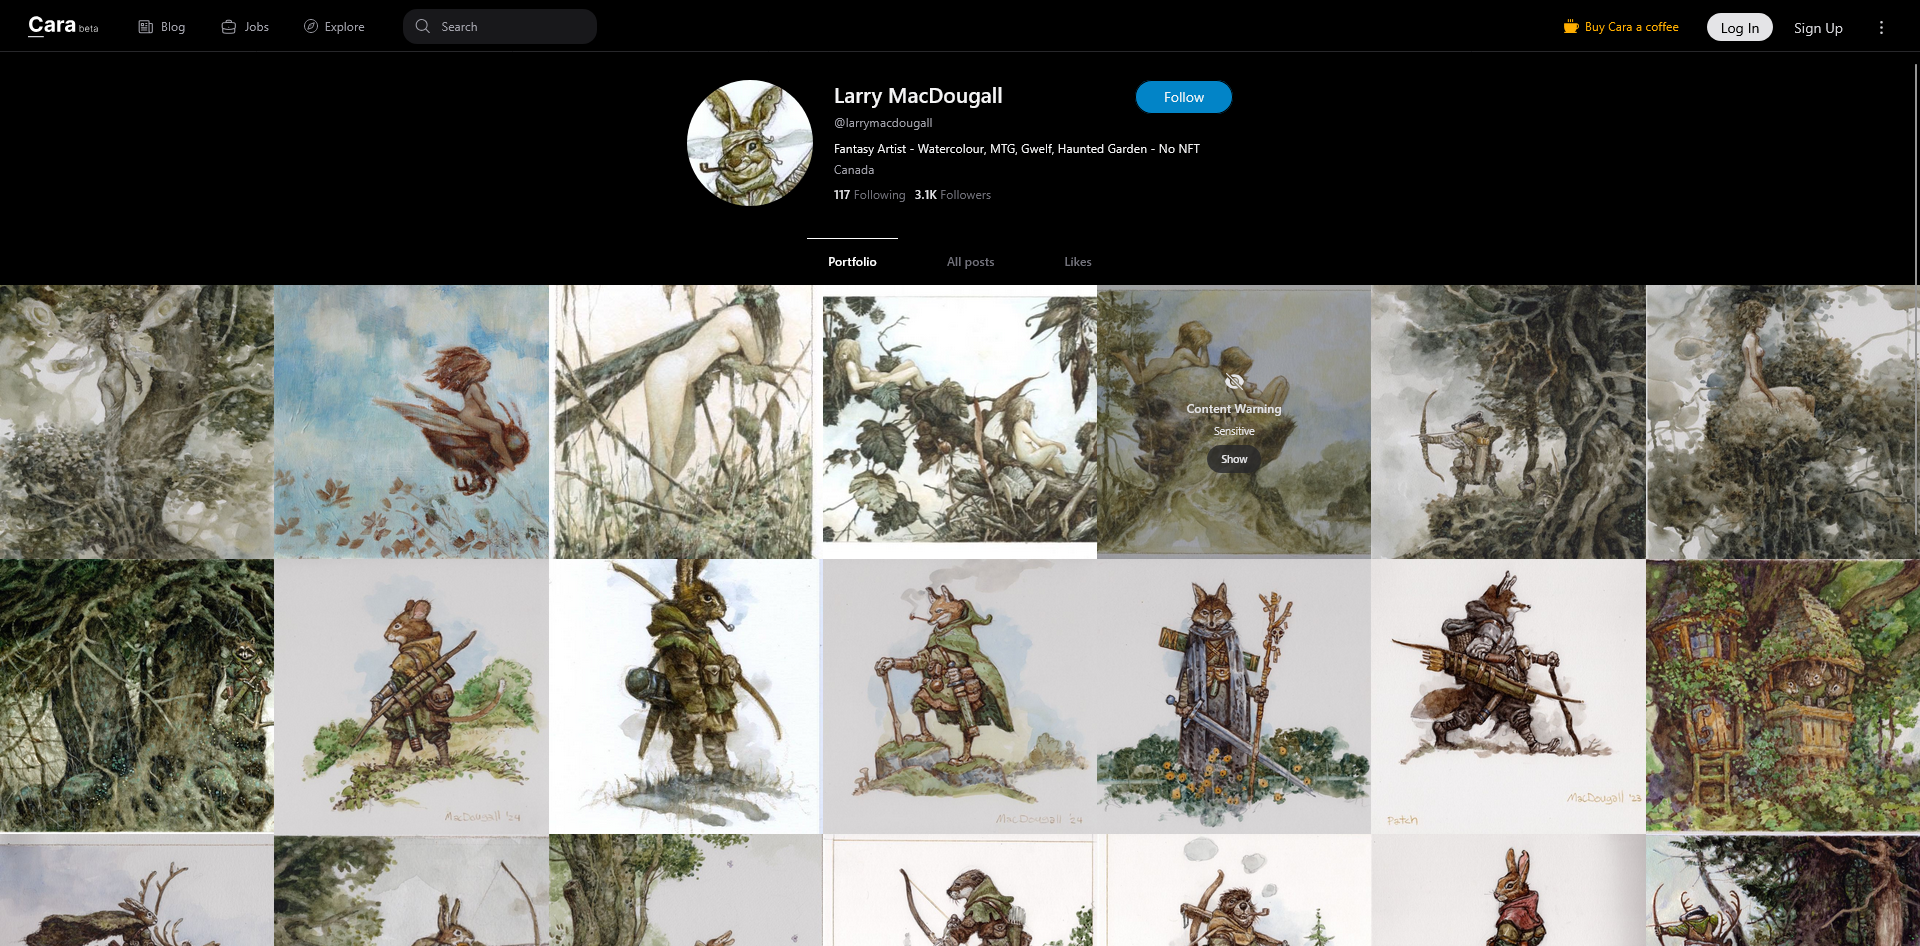 Cara beta
Blog
Jobs
Explore
Search
Buy Cara a coffee
Log In
Sign Up
Larry MacDougall
Follow
@larrymacdougall
Fantasy Artist - Watercolour, MTG, Gwelf, Haunted Garden - No NFT
Canada
117 Following 3.1K Followers
Portfolio
All posts
Likes
Content Warning
Sensitive
Show
MacDougall '24
MacDougall '24
MacDougall '23
Patch